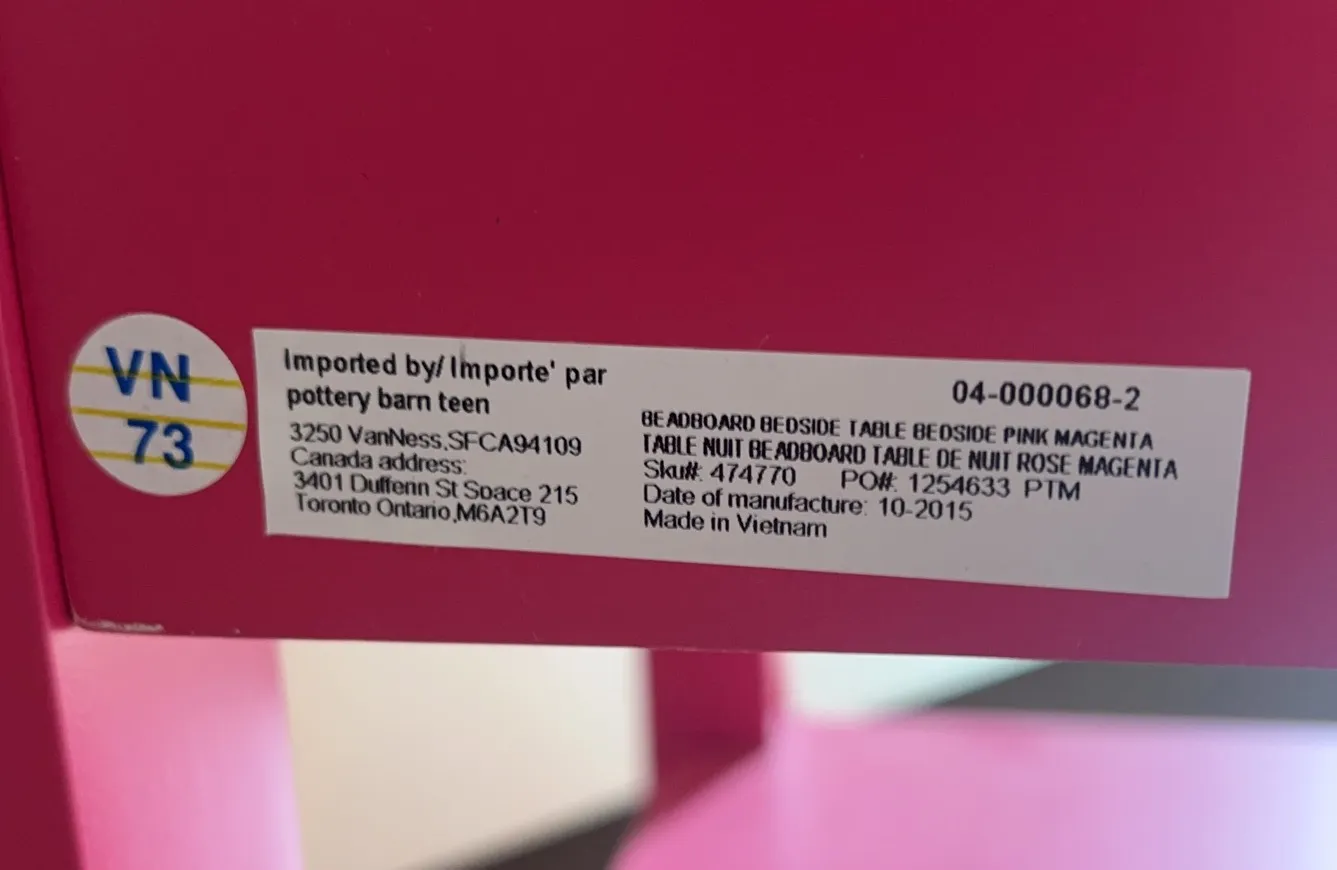 VN
73
Imported by/ Importe' par
pottery barn teen
3250 VanNess,SFCA94109
Canada address:
3401 Dufferin St Space 215
Toronto Ontario,M6A2T9
04-000068-2
BEADBOARD BEDSIDE TABLE BEDSIDE PINK MAGENTA
TABLE NUIT BEADBOARD TABLE DE NUIT ROSE MAGENTA
Sku#: 474770 PO#: 1254633 PTM
Date of manufacture: 10-2015
Made in Vietnam